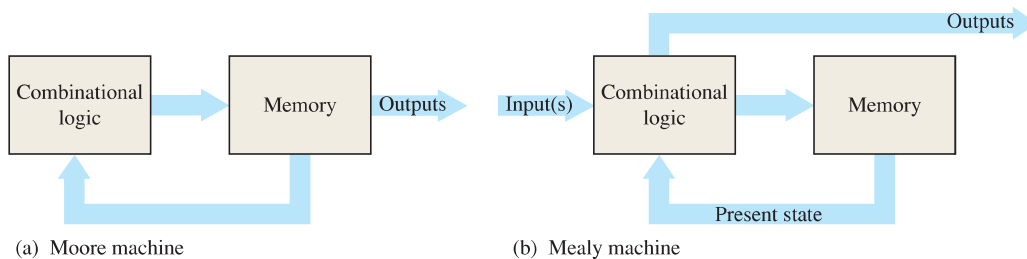 Combinational
logic
Memory
Outputs
(a) Moore machine
Outputs
Input(s)
Combinational
logic
Memory
Present state
(b) Mealy machine